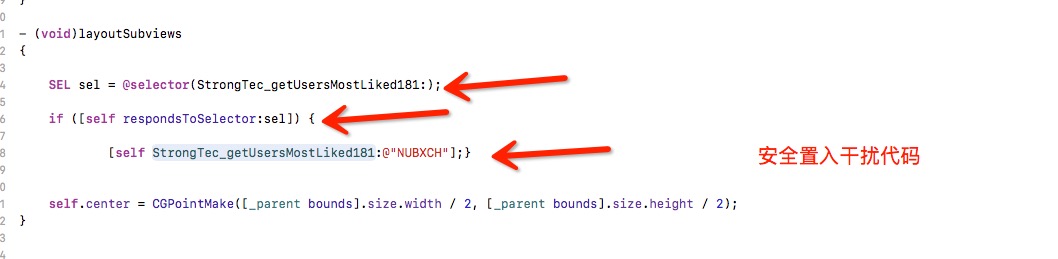 }
- (void)layoutSubviews
{
SEL sel = @selector(StrongTec_getUsersMostLiked181:);
if ([self respondsToSelector:sel]) {
[self StrongTec_getUsersMostLiked181:@"NUBXCH"];}
安全置入干扰代码
self.center = CGPointMake([_parent bounds].size.width / 2, [_parent bounds].size.height / 2);
}